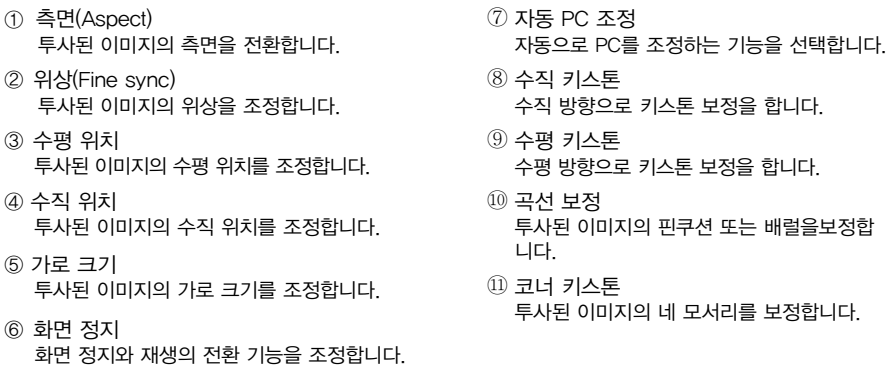 ① 측면(Aspect)
투사된 이미지의 측면을 전환합니다.
② 위상(Fine sync)
투사된 이미지의 위상을 조정합니다.
③ 수평 위치
투사된 이미지의 수평 위치를 조정합니다.
④ 수직 위치
투사된 이미지의 수직 위치를 조정합니다.
⑤ 가로 크기
투사된 이미지의 가로 크기를 조정합니다.
⑥ 화면 정지
화면 정지와 재생의 전환 기능을 조정합니다.
⑦ 자동 PC 조정
자동으로 PC를 조정하는 기능을 선택합니다.
⑧ 수직 키스톤
수직 방향으로 키스톤 보정을 합니다.
⑨ 수평 키스톤
수평 방향으로 키스톤 보정을 합니다.
⑩ 곡선 보정
투사된 이미지의 핀쿠션 또는 배럴을보정합
니다.
⑪ 코너 키스톤
투사된 이미지의 네 모서리를 보정합니다.